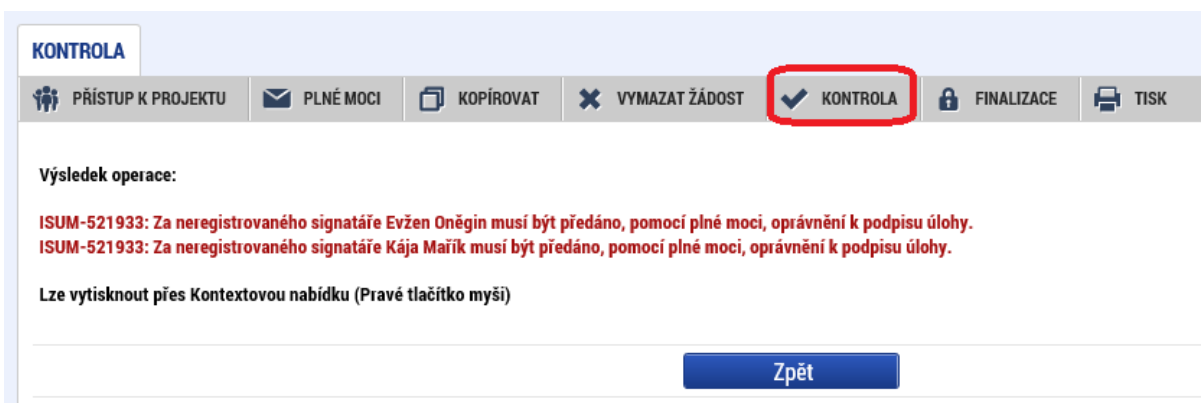 KONTROLA
PŘÍSTUP K PROJEKTU PLNÉ MOCI KOPÍROVAT VYMAZAT ŽÁDOST KONTROLA FINALIZACE TISK
Výsledek operace:
ISUM-521933: Za neregistrovaného signatáře Evžen Oněgin musí být předáno, pomocí plné moci, oprávnění k podpisu úlohy.
ISUM-521933: Za neregistrovaného signatáře Kája Mařík musí být předáno, pomocí plné moci, oprávnění k podpisu úlohy.
Lze vytisknout přes Kontextovou nabídku (Pravé tlačítko myši)
Zpět